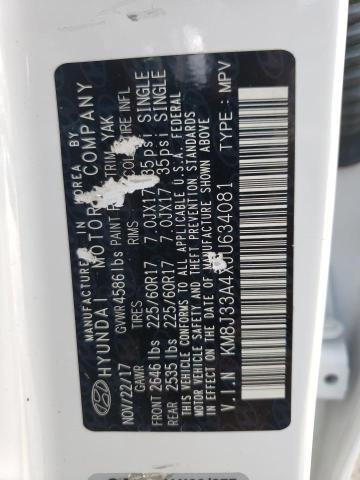 MANUFACTURED IN KOREA BY
HYUNDAI MOTOR COMPANY
NOV/22/17 GVWR 4586 lbs PAINT TRIM YAK
GAWR TIRES RIMS TIRE INFL
FRONT 2646 lbs 225/60R17 7.0JX17 35psi SINGLE
REAR 2535 lbs 225/60R17 7.0JX17 35psi SINGLE
THIS VEHICLE CONFORMS TO ALL APPLICABLE U.S.A. FEDERAL
MOTOR VEHICLE SAFETY AND THEFT PREVENTION STANDARDS
IN EFFECT ON THE DATE OF MANUFACTURE SHOWN ABOVE
V.I.N : KM8J33A4XJU634081 TYPE : MPV